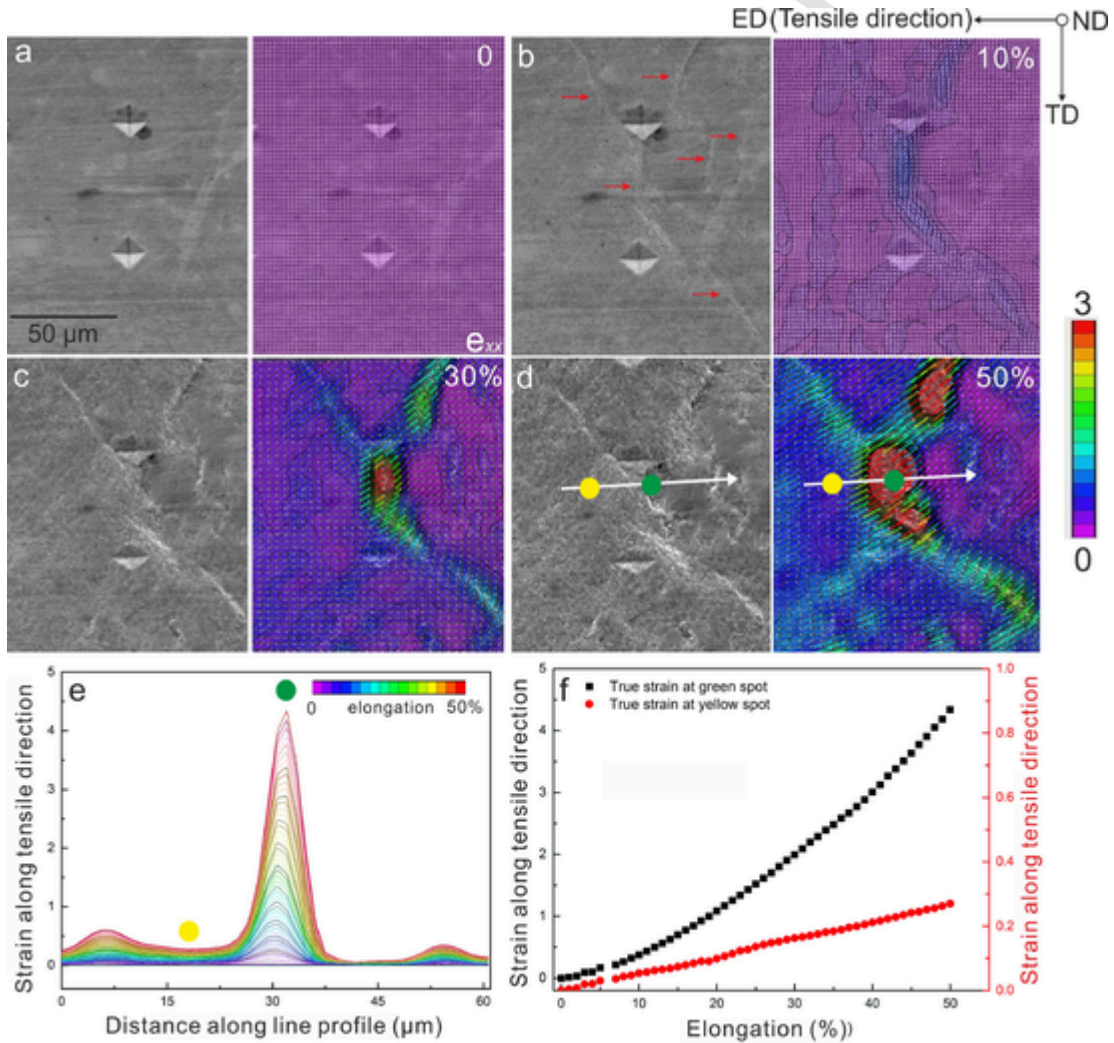 ED(Tensile direction) ND
TD
a 0
b 10%
50 µm
exx
c 30%
d 50%
3
0
e
0 elongation 50%
5
4
3
2
1
0
0 15 30 45 60
Strain along tensile direction
Distance along line profile (µm)
f
True strain at green spot
True strain at yellow spot
5
4
3
2
1
0
1.0
0.8
0.6
0.4
0.2
0.0
0 10 20 30 40 50
Strain along tensile direction
Strain along tensile direction
Elongation (%))